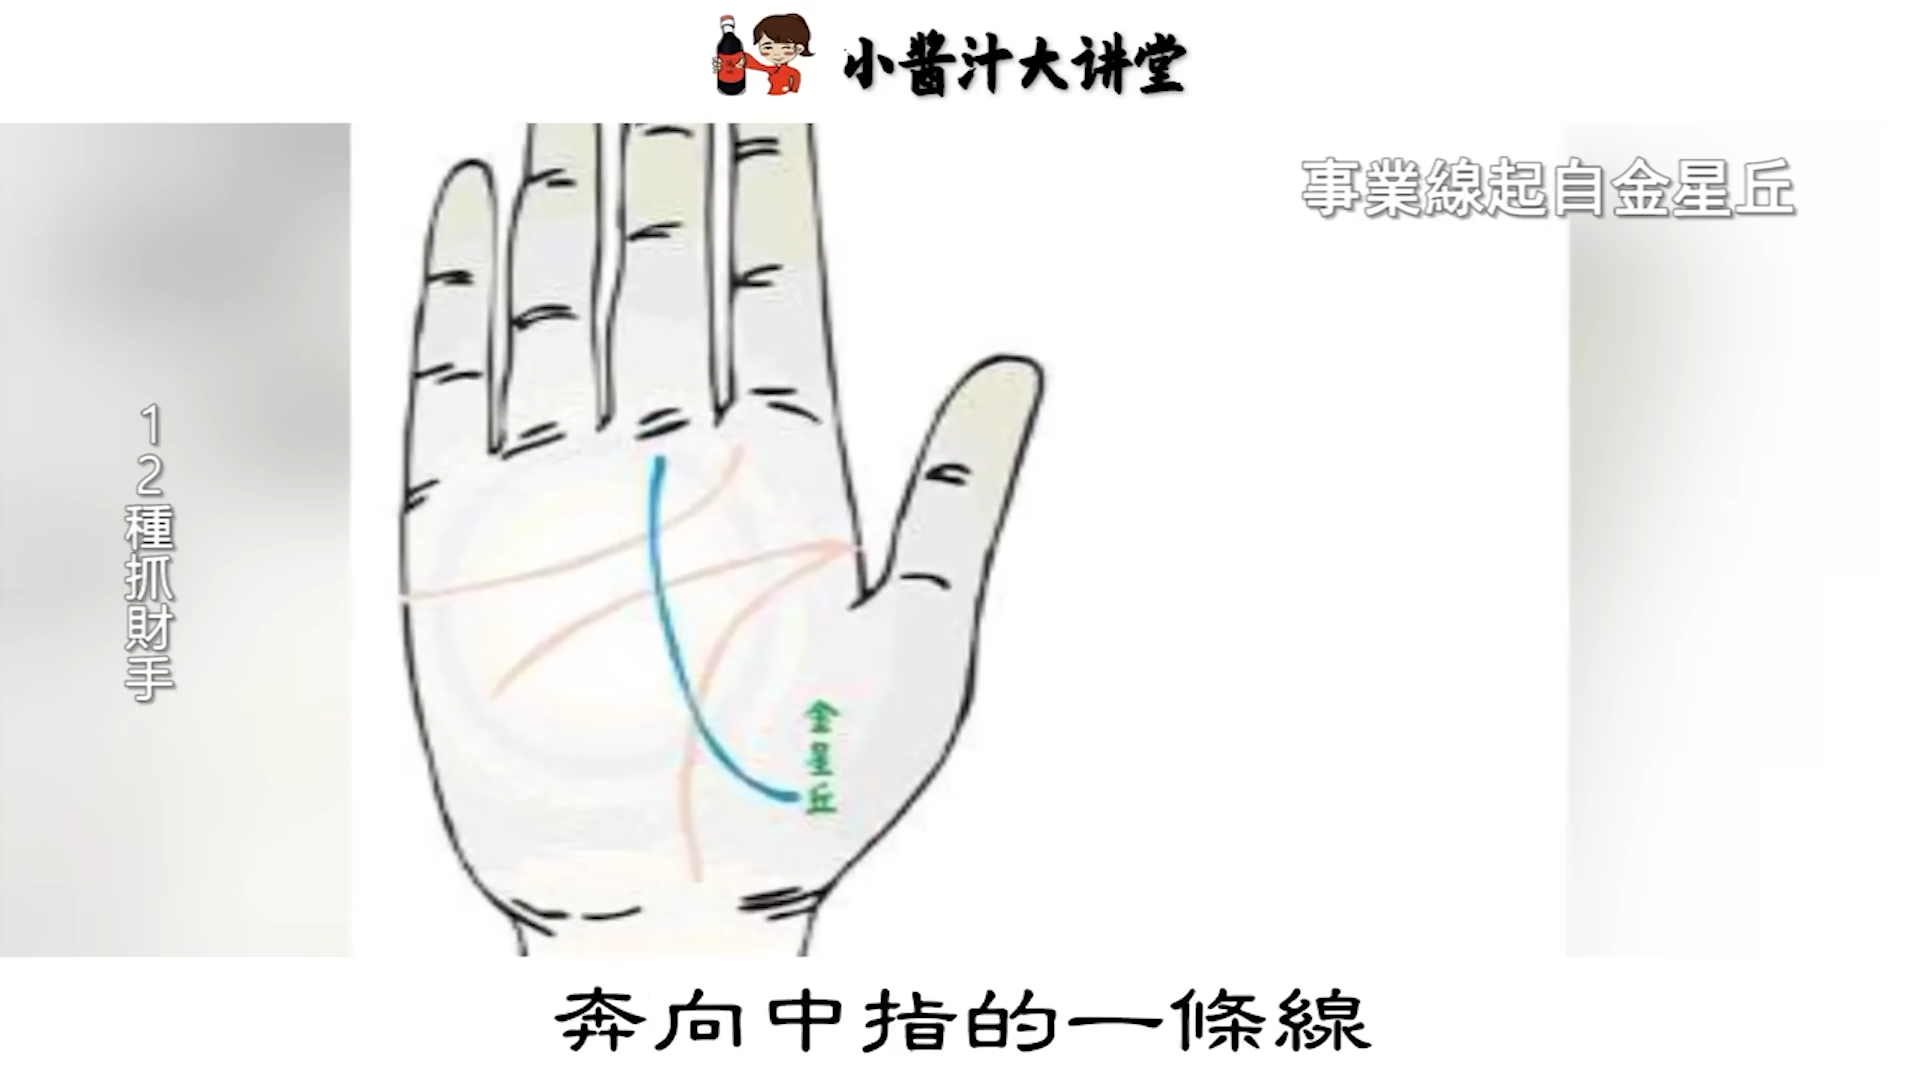 小酱汁大讲堂
事業線起自金星丘
12種抓財手
金星丘
奔向中指的一條線